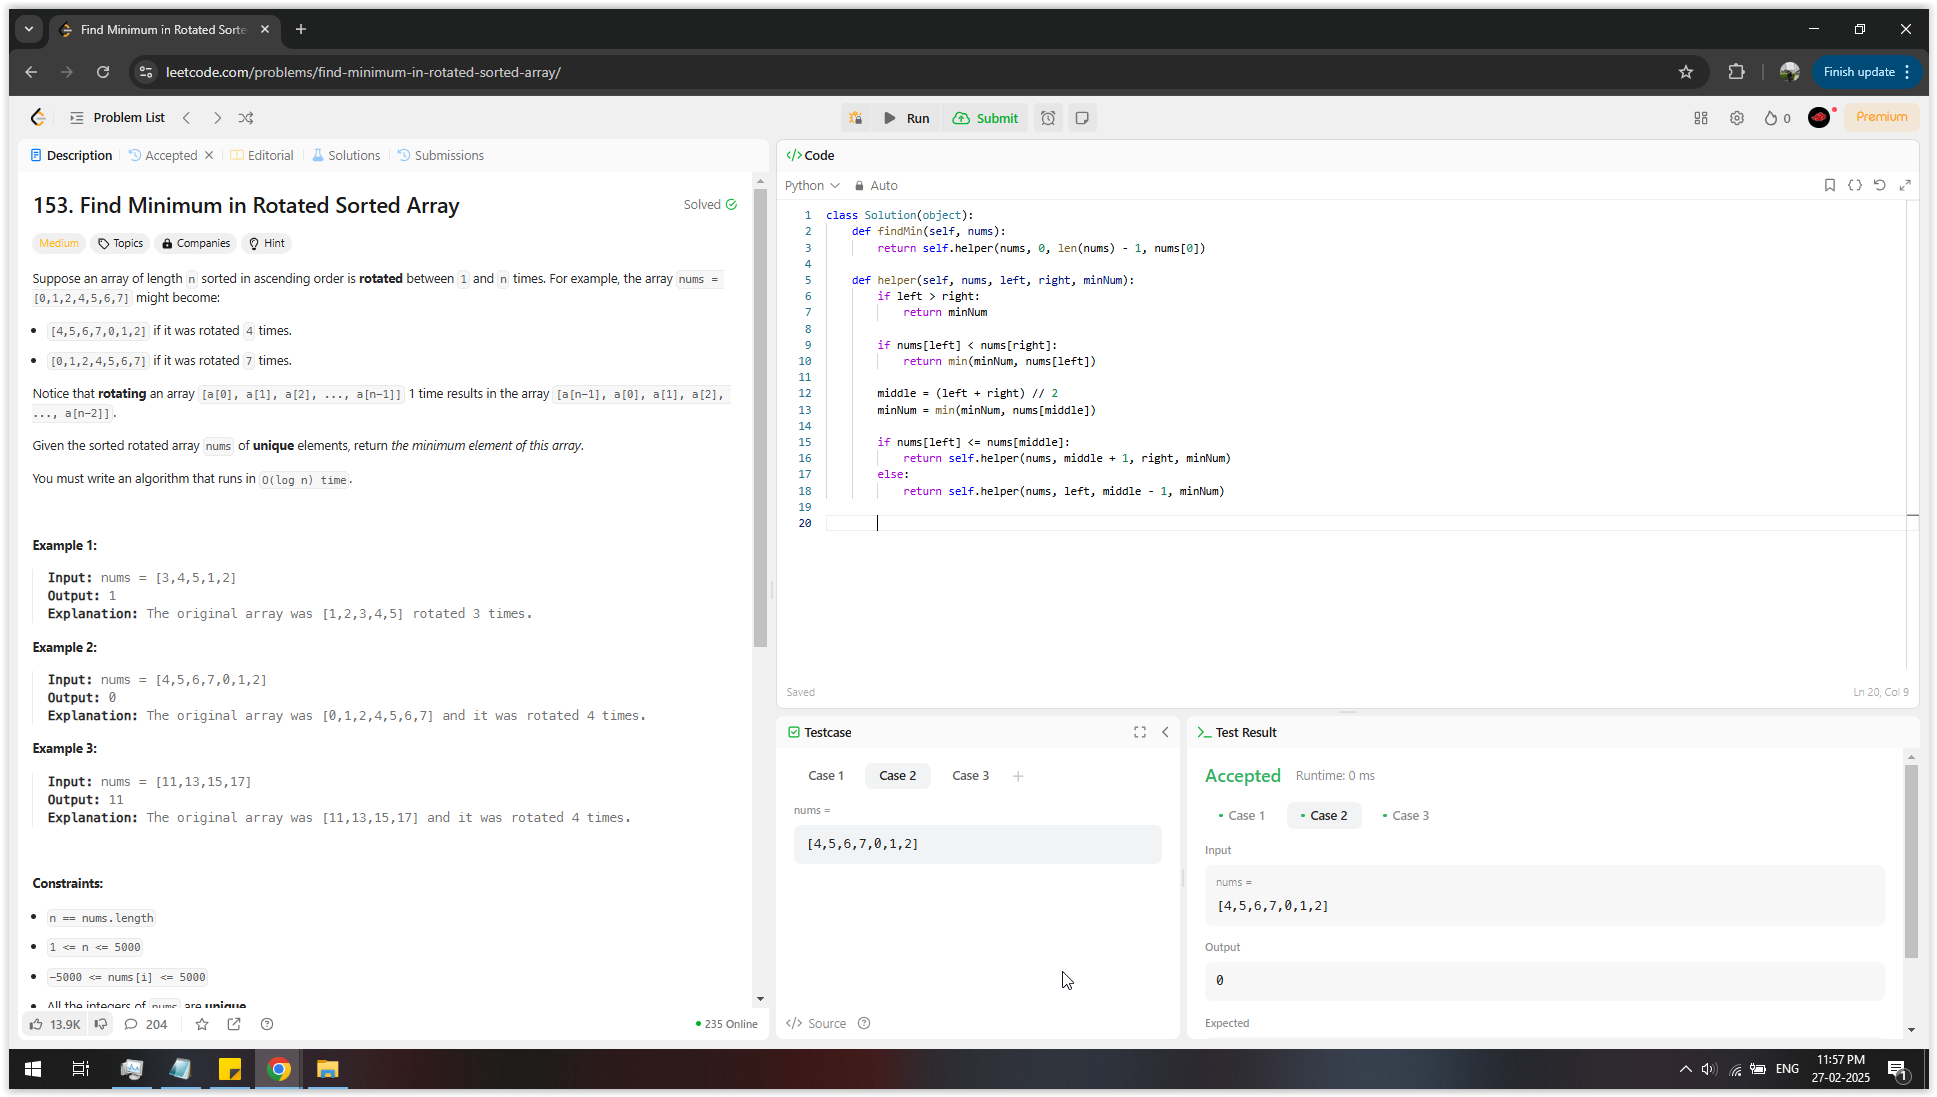 Find Minimum in Rotated Sorte
leetcode.com/problems/find-minimum-in-rotated-sorted-array/
Finish update
Problem List
Run
Submit
0
Premium
Description
Accepted
Editorial
Solutions
Submissions
153. Find Minimum in Rotated Sorted Array
Solved
Medium
Topics
Companies
Hint
Suppose an array of length n sorted in ascending order is rotated between 1 and n times. For example, the array nums =
[0,1,2,4,5,6,7] might become:
[4,5,6,7,0,1,2] if it was rotated 4 times.
[0,1,2,4,5,6,7] if it was rotated 7 times.
Notice that rotating an array [a[0], a[1], a[2], ..., a[n-1]] 1 time results in the array [a[n-1], a[0], a[1], a[2],
..., a[n-2]].
Given the sorted rotated array nums of unique elements, return the minimum element of this array.
You must write an algorithm that runs in O(log n) time.
Example 1:
Input: nums = [3,4,5,1,2]
Output: 1
Explanation: The original array was [1,2,3,4,5] rotated 3 times.
Example 2:
Input: nums = [4,5,6,7,0,1,2]
Output: 0
Explanation: The original array was [0,1,2,4,5,6,7] and it was rotated 4 times.
Example 3:
Input: nums = [11,13,15,17]
Output: 11
Explanation: The original array was [11,13,15,17] and it was rotated 4 times.
Constraints:
n == nums.length
1 <= n <= 5000
-5000 <= nums[i] <= 5000
All the integers of nums are unique
13.9K
204
235 Online
</> Code
Python
Auto
1 class Solution(object):
2 def findMin(self, nums):
3 return self.helper(nums, 0, len(nums) - 1, nums[0])
4
5 def helper(self, nums, left, right, minNum):
6 if left > right:
7 return minNum
8
9 if nums[left] < nums[right]:
10 return min(minNum, nums[left])
11
12 middle = (left + right) // 2
13 minNum = min(minNum, nums[middle])
14
15 if nums[left] <= nums[middle]:
16 return self.helper(nums, middle + 1, right, minNum)
17 else:
18 return self.helper(nums, left, middle - 1, minNum)
19
20
Saved
Ln 20, Col 9
Testcase
Case 1
Case 2
Case 3
nums =
[4,5,6,7,0,1,2]
</> Source
Test Result
Accepted
Runtime: 0 ms
Case 1
Case 2
Case 3
Input
nums =
[4,5,6,7,0,1,2]
Output
0
Expected
ENG
11:57 PM
27-02-2025
1